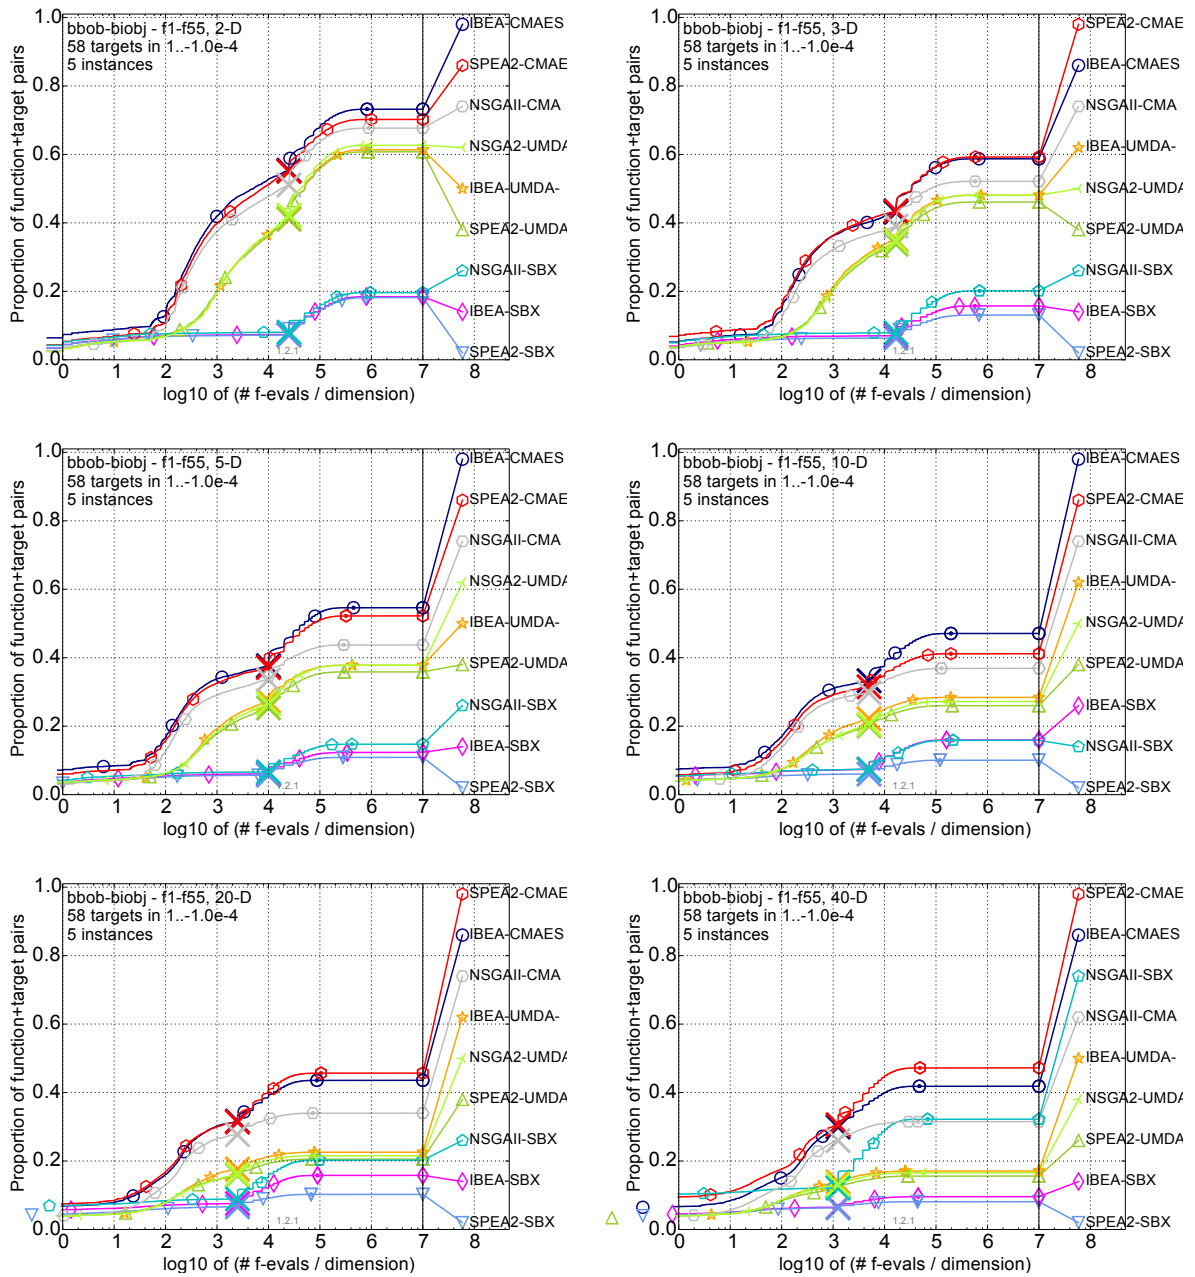 bbob-biobj - f1-f55, 2-D
58 targets in 1..-1.0e-4
5 instances
Proportion of function+target pairs
1.0
0.8
0.6
0.4
0.2
0.0
0 1 2 3 4 5 6 7 8
log10 of (# f-evals / dimension)
1.2.1
IBEA-CMAES
SPEA2-CMAE
NSGAII-CMA
NSGA2-UMDA
IBEA-UMDA-
SPEA2-UMDA
NSGAII-SBX
IBEA-SBX
SPEA2-SBX
bbob-biobj - f1-f55, 3-D
58 targets in 1..-1.0e-4
5 instances
Proportion of function+target pairs
1.0
0.8
0.6
0.4
0.2
0.0
0 1 2 3 4 5 6 7 8
log10 of (# f-evals / dimension)
1.2.1
SPEA2-CMAE
IBEA-CMAES
NSGAII-CMA
IBEA-UMDA-
NSGA2-UMDA
SPEA2-UMDA
NSGAII-SBX
IBEA-SBX
SPEA2-SBX
bbob-biobj - f1-f55, 5-D
58 targets in 1..-1.0e-4
5 instances
Proportion of function+target pairs
1.0
0.8
0.6
0.4
0.2
0.0
0 1 2 3 4 5 6 7 8
log10 of (# f-evals / dimension)
1.2.1
IBEA-CMAES
SPEA2-CMAE
NSGAII-CMA
NSGA2-UMDA
IBEA-UMDA-
SPEA2-UMDA
NSGAII-SBX
IBEA-SBX
SPEA2-SBX
bbob-biobj - f1-f55, 10-D
58 targets in 1..-1.0e-4
5 instances
Proportion of function+target pairs
1.0
0.8
0.6
0.4
0.2
0.0
0 1 2 3 4 5 6 7 8
log10 of (# f-evals / dimension)
1.2.1
IBEA-CMAES
SPEA2-CMAE
NSGAII-CMA
IBEA-UMDA-
NSGA2-UMDA
SPEA2-UMDA
IBEA-SBX
NSGAII-SBX
SPEA2-SBX
bbob-biobj - f1-f55, 20-D
58 targets in 1..-1.0e-4
5 instances
Proportion of function+target pairs
1.0
0.8
0.6
0.4
0.2
0.0
0 1 2 3 4 5 6 7 8
log10 of (# f-evals / dimension)
1.2.1
SPEA2-CMAE
IBEA-CMAES
NSGAII-CMA
IBEA-UMDA-
NSGA2-UMDA
SPEA2-UMDA
NSGAII-SBX
IBEA-SBX
SPEA2-SBX
bbob-biobj - f1-f55, 40-D
58 targets in 1..-1.0e-4
5 instances
Proportion of function+target pairs
1.0
0.8
0.6
0.4
0.2
0.0
0 1 2 3 4 5 6 7 8
log10 of (# f-evals / dimension)
1.2.1
SPEA2-CMAE
IBEA-CMAES
NSGAII-SBX
NSGAII-CMA
IBEA-UMDA-
NSGA2-UMDA
SPEA2-UMDA
IBEA-SBX
SPEA2-SBX